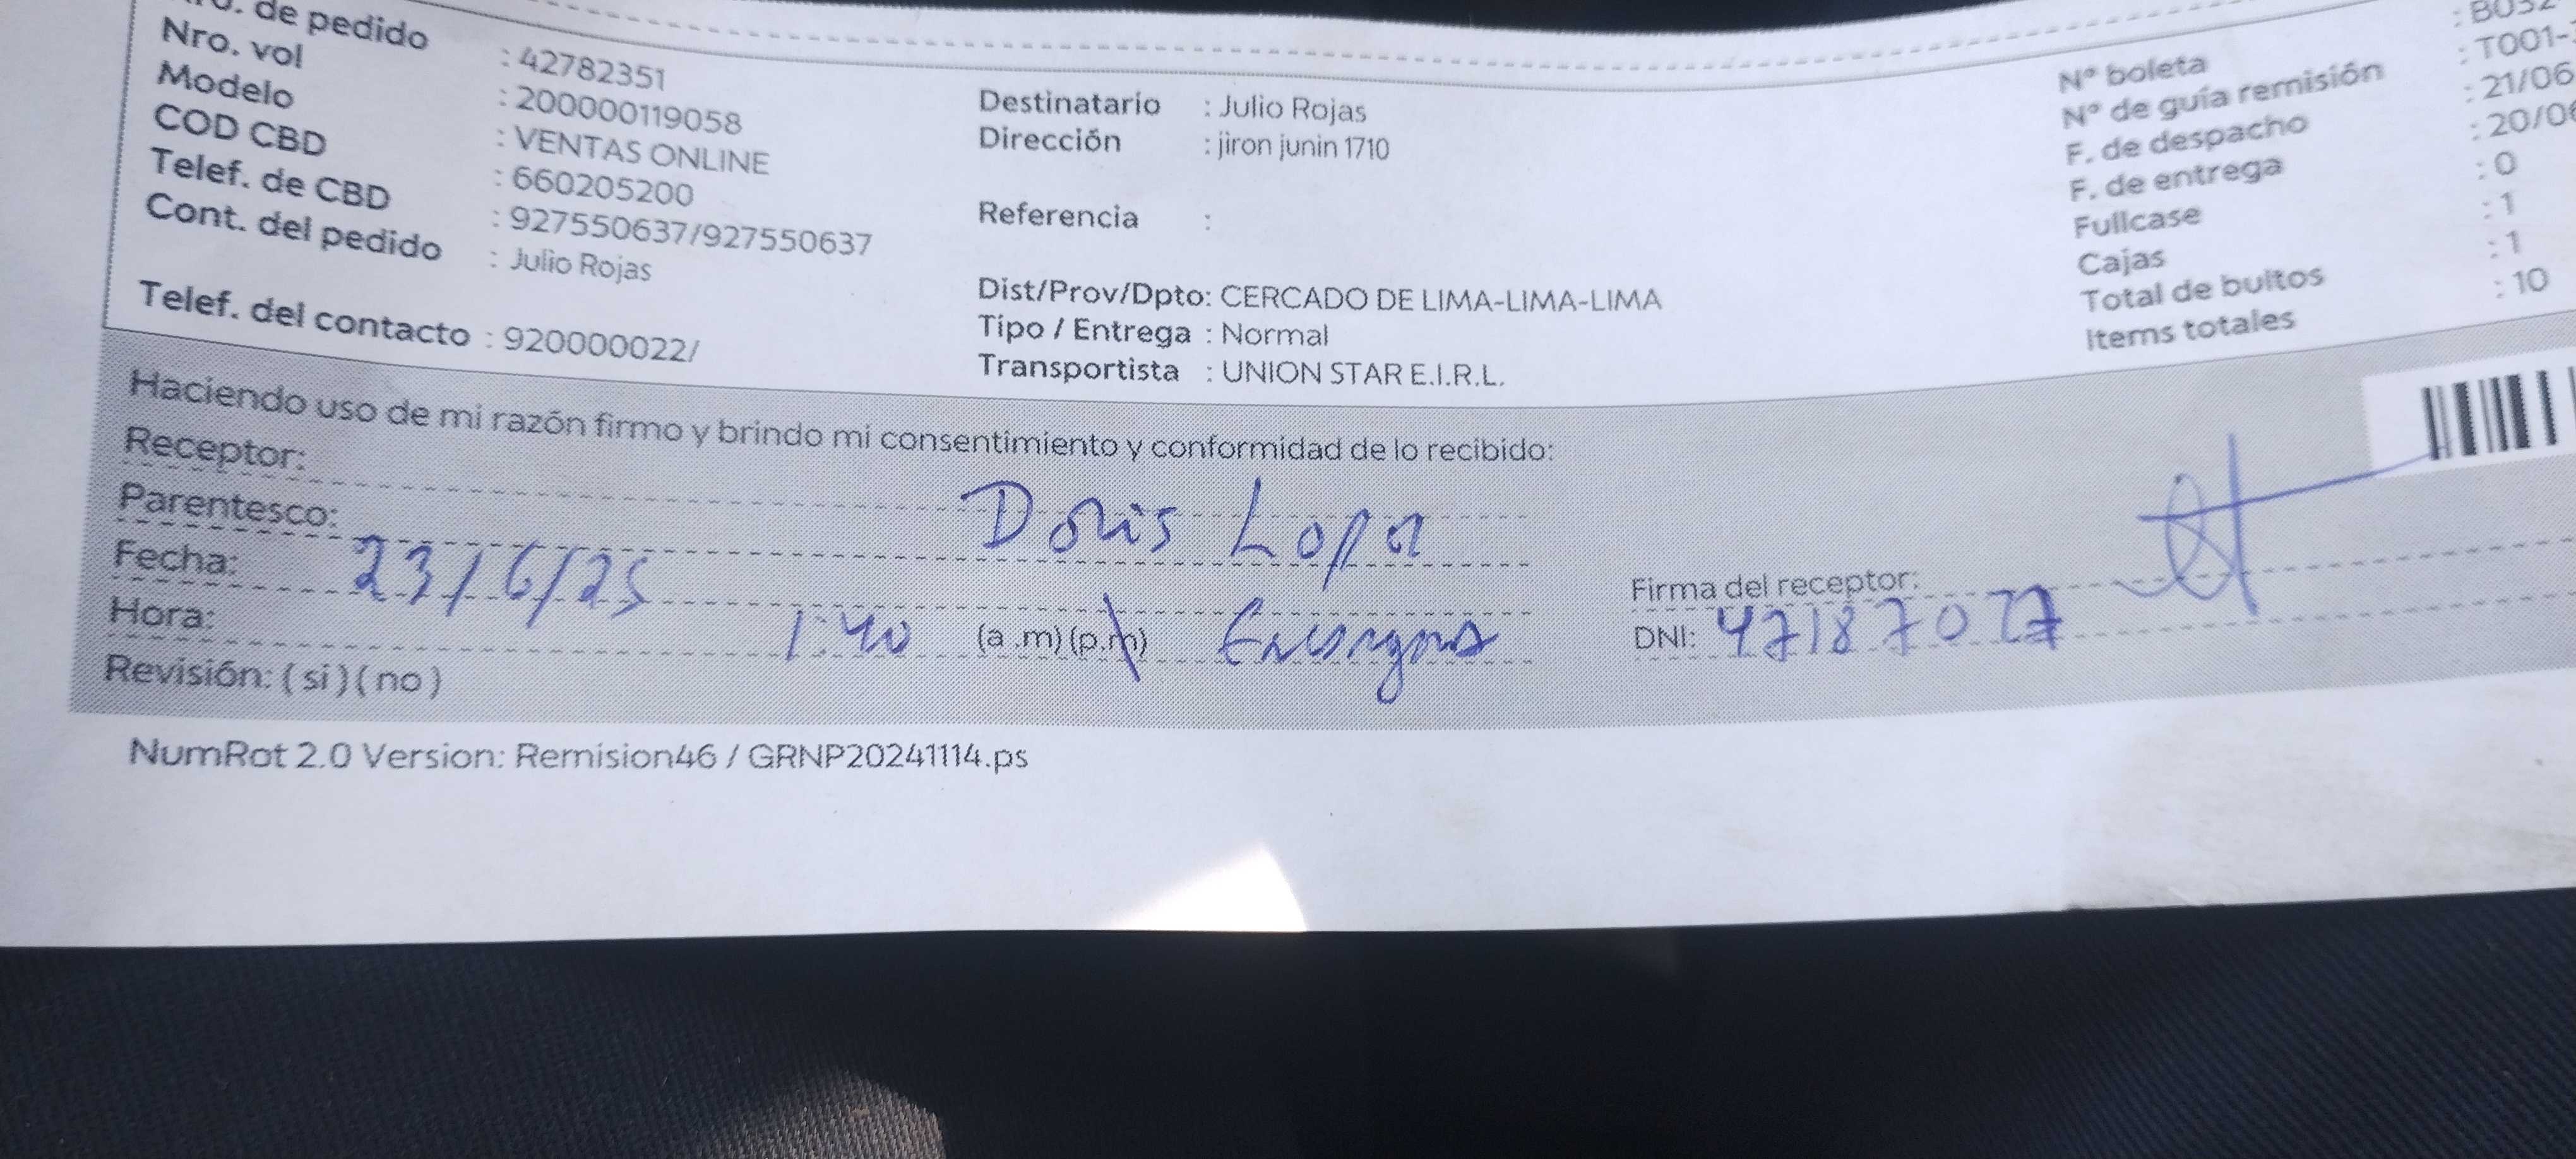 de pedido : 42782351
Nro. vol : 200000119058
Modelo : VENTAS ONLINE
COD CBD : 660205200
Telef. de CBD : 927550637/927550637
Cont. del pedido : Julio Rojas
Telef. del contacto : 920000022/
Destinatario : Julio Rojas
Dirección : jiron junin 1710
Referencia :
Dist/Prov/Dpto: CERCADO DE LIMA-LIMA-LIMA
Tipo / Entrega : Normal
Transportista : UNION STAR E.I.R.L.
Nº boleta : B032
Nº de guía remisión : T001-
F. de despacho : 21/06
F. de entrega : 20/06
Fullcase : 0
Cajas : 1
Total de bultos : 1
Items totales : 10
Haciendo uso de mi razón firmo y brindo mi consentimiento y conformidad de lo recibido:
Receptor: Doris
Parentesco:
Fecha: 23/6/25
Hora: 1:40 (a .m) (p.m)
Revisión: ( si ) ( no )
Firma del receptor:
DNI:
NumRot 2.0 Version: Remision46 / GRNP20241114.ps